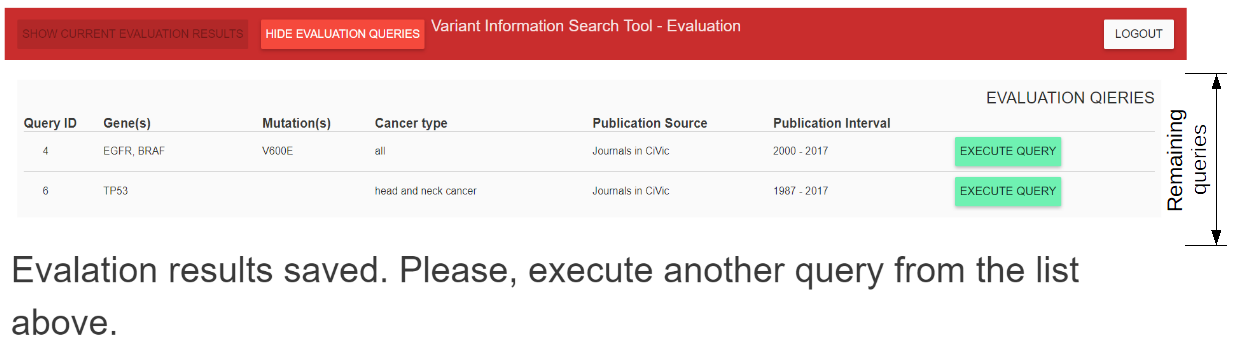 SHOW CURRENT EVALUATION RESULTS HIDE EVALUATION QUERIES Variant Information Search Tool - Evaluation LOGOUT
EVALUATION QIERIES
Query ID Gene(s) Mutation(s) Cancer type Publication Source Publication Interval
4 EGFR, BRAF V600E all Journals in CiVic 2000 - 2017 EXECUTE QUERY
6 TP53 head and neck cancer Journals in CiVic 1987 - 2017 EXECUTE QUERY
Remaining
queries
Evalation results saved. Please, execute another query from the list
above.